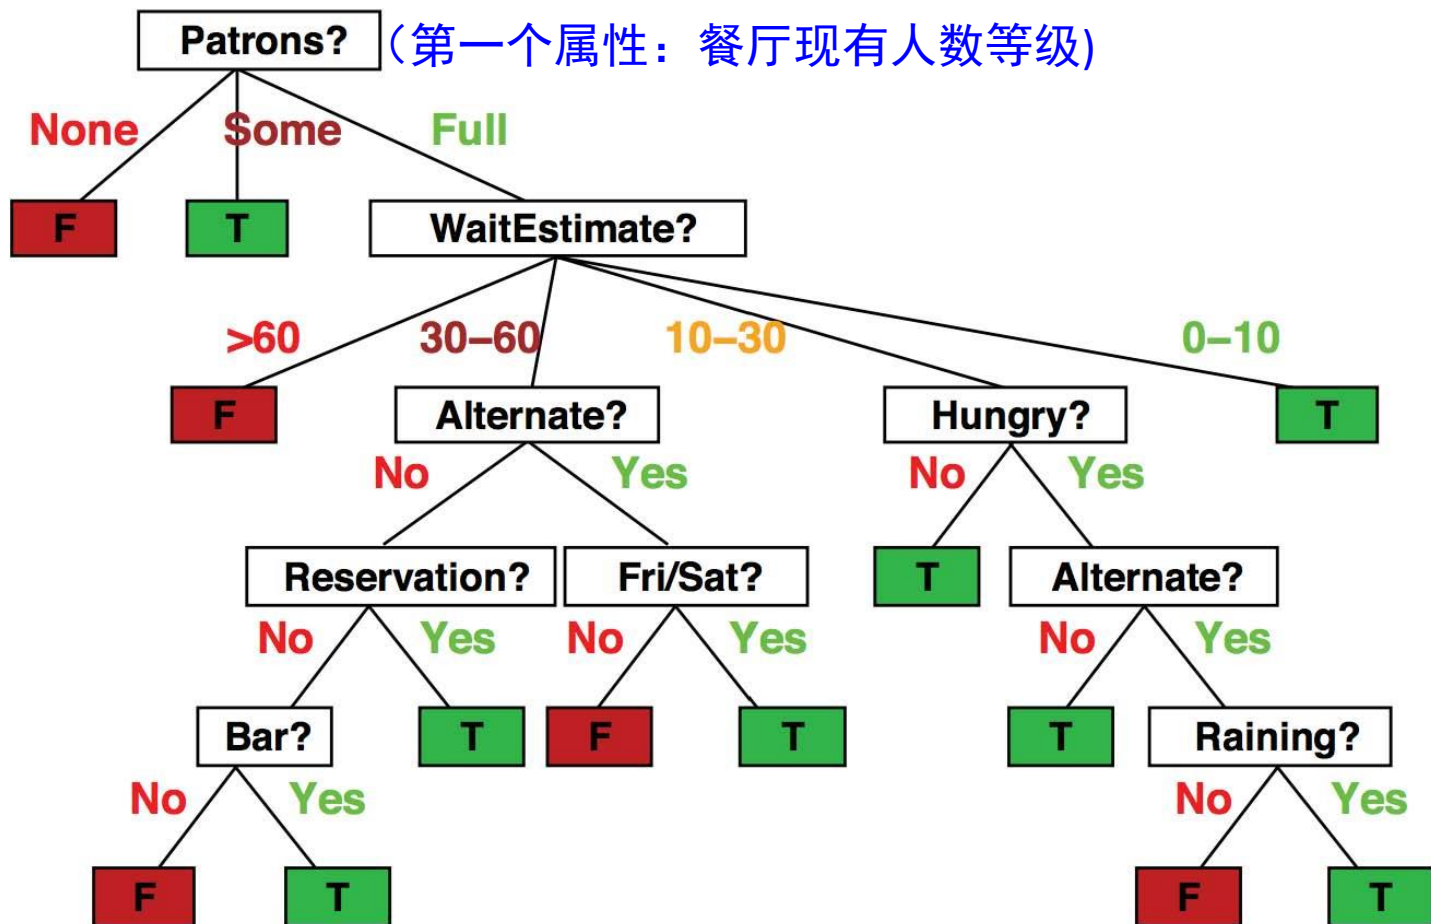 Patrons? （第一个属性：餐厅现有人数等级)
None Some Full
F T WaitEstimate?
>60 30–60 10–30 0–10
F Alternate? Hungry? T
No Yes No Yes
Reservation? Fri/Sat? T Alternate?
No Yes No Yes No Yes
Bar? T F T T Raining?
No Yes No Yes
F T F T